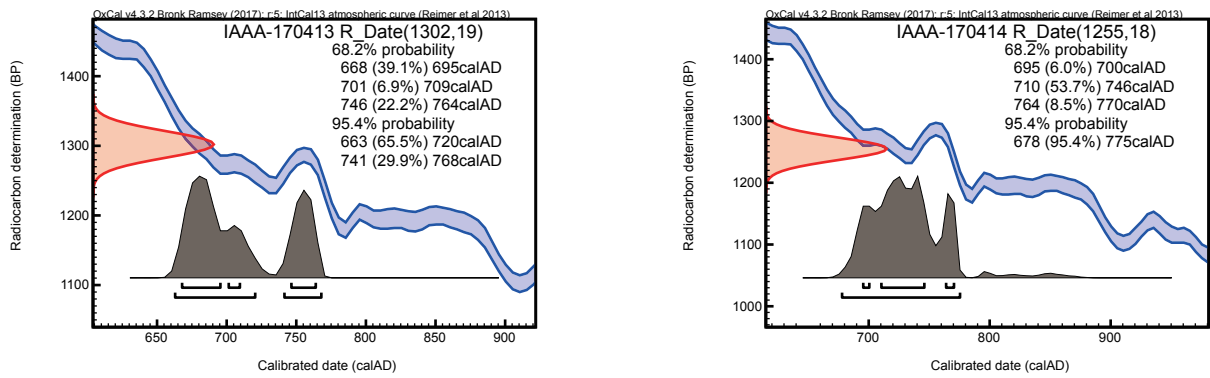 OxCal v4.3.2 Bronk Ramsey (2017); r:5; IntCal13 atmospheric curve (Reimer et al 2013)
IAAA-170413 R_Date(1302,19)
68.2% probability
668 (39.1%) 695calAD
701 (6.9%) 709calAD
746 (22.2%) 764calAD
95.4% probability
663 (65.5%) 720calAD
741 (29.9%) 768calAD
Radiocarbon determination (BP)
1400
1300
1200
1100
650 700 750 800 850 900
Calibrated date (calAD)
OxCal v4.3.2 Bronk Ramsey (2017); r:5; IntCal13 atmospheric curve (Reimer et al 2013)
IAAA-170414 R_Date(1255,18)
68.2% probability
695 (6.0%) 700calAD
710 (53.7%) 746calAD
764 (8.5%) 770calAD
95.4% probability
678 (95.4%) 775calAD
Radiocarbon determination (BP)
1400
1300
1200
1100
1000
700 800 900
Calibrated date (calAD)